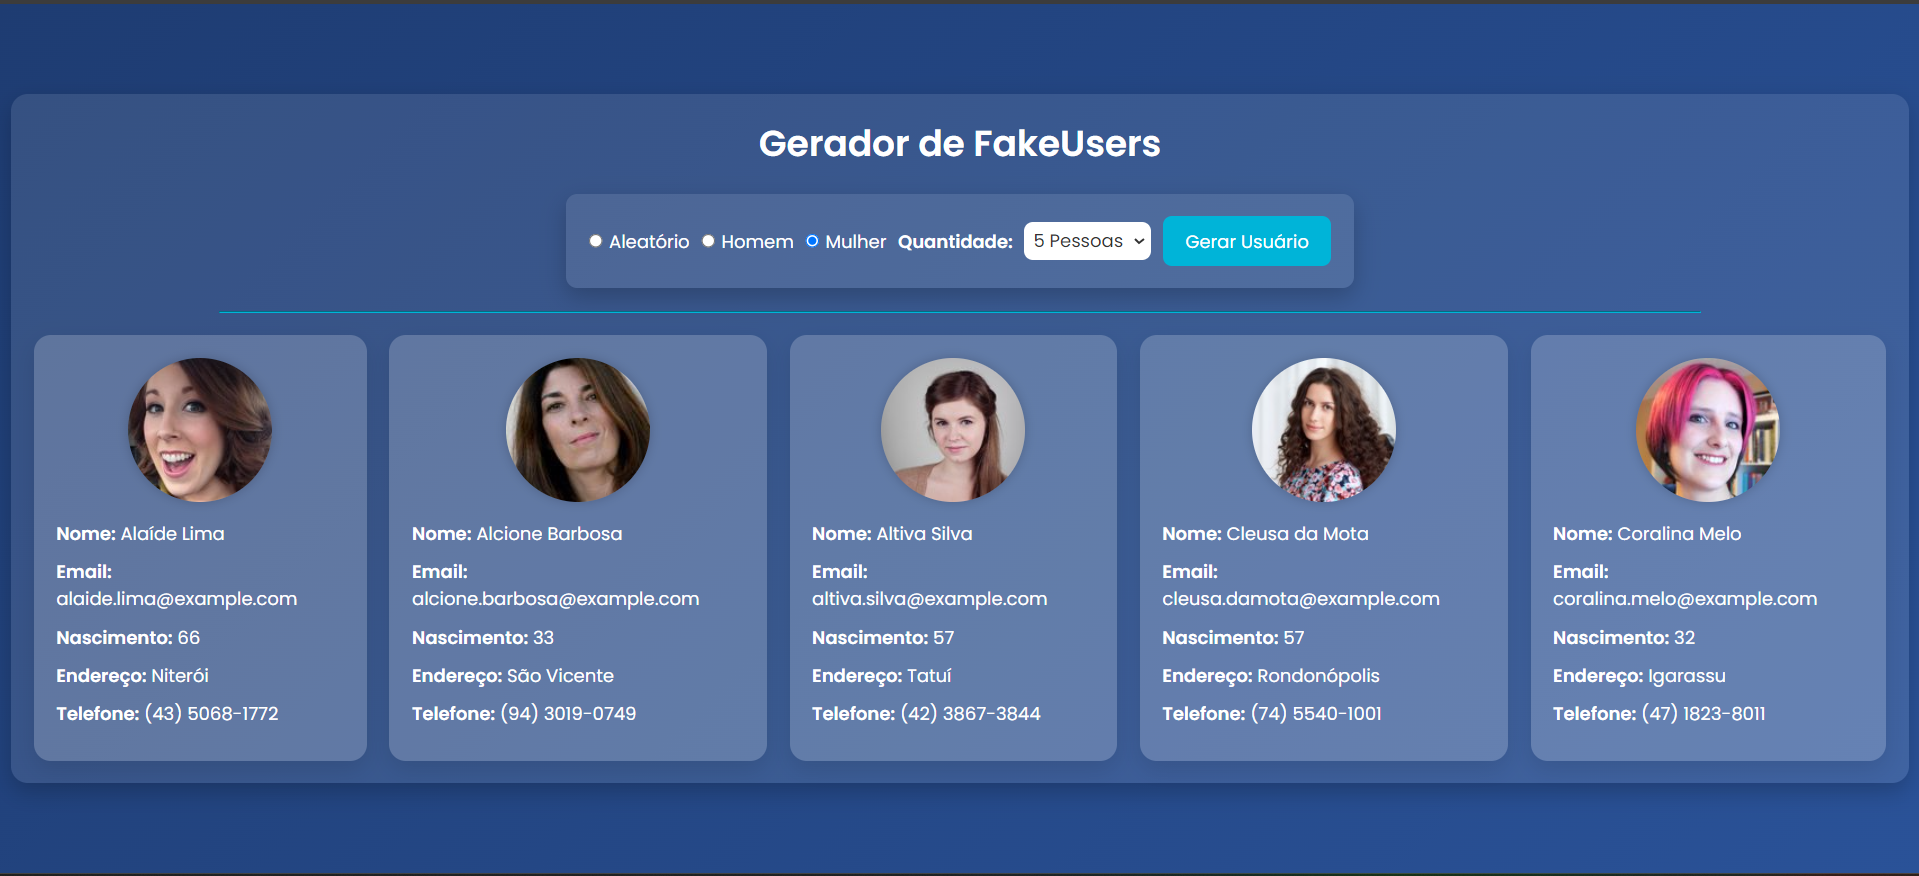 Gerador de FakeUsers
Aleatório Homem Mulher Quantidade: 5 Pessoas Gerar Usuário
Nome: Alaíde Lima
Email:
alaide.lima@example.com
Nascimento: 66
Endereço: Niterói
Telefone: (43) 5068-1772
Nome: Alcione Barbosa
Email:
alcione.barbosa@example.com
Nascimento: 33
Endereço: São Vicente
Telefone: (94) 3019-0749
Nome: Altiva Silva
Email:
altiva.silva@example.com
Nascimento: 57
Endereço: Tatuí
Telefone: (42) 3867-3844
Nome: Cleusa da Mota
Email:
cleusa.damota@example.com
Nascimento: 57
Endereço: Rondonópolis
Telefone: (74) 5540-1001
Nome: Coralina Melo
Email:
coralina.melo@example.com
Nascimento: 32
Endereço: Igarassu
Telefone: (47) 1823-8011